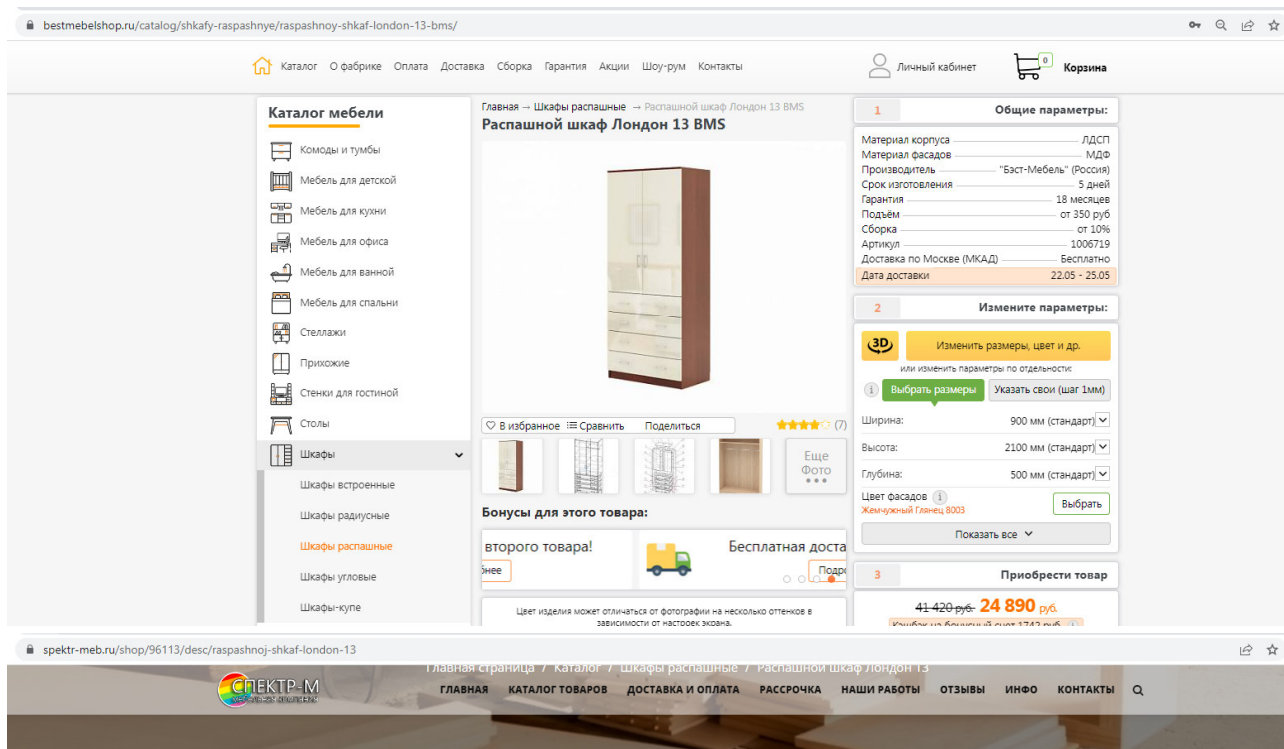 bestmebelshop.ru/catalog/shkafy-raspashnye/raspashnoy-shkaf-london-13-bms/
Каталог О фабрике Оплата Доставка Сборка Гарантия Акции Шоу-рум Контакты
Личный кабинет
0
Корзина
Каталог мебели
Комоды и тумбы
Мебель для детской
Мебель для кухни
Мебель для офиса
Мебель для ванной
Мебель для спальни
Стеллажи
Прихожие
Стенки для гостиной
Столы
Шкафы
Шкафы встроенные
Шкафы радиусные
Шкафы распашные
Шкафы угловые
Шкафы-купе
Главная → Шкафы распашные → Распашной шкаф Лондон 13 BMS
Распашной шкаф Лондон 13 BMS
В избранное Сравнить Поделиться (7)
Еще
Фото
Бонусы для этого товара:
второго товара!
бнее
Бесплатная доста
Подро
Цвет изделия может отличаться от фотографии на несколько оттенков в
зависимости от настроек экрана.
1 Общие параметры:
Материал корпуса ЛДСП
Материал фасадов МДФ
Производитель "Бэст-Мебель" (Россия)
Срок изготовления 5 дней
Гарантия 18 месяцев
Подъём от 350 руб
Сборка от 10%
Артикул 1006719
Доставка по Москве (МКАД) Бесплатно
Дата доставки 22.05 - 25.05
2 Измените параметры:
3D Изменить размеры, цвет и др.
или изменить параметры по отдельности:
i Выбрать размеры Указать свои (шаг 1мм)
Ширина: 900 мм (стандарт)
Высота: 2100 мм (стандарт)
Глубина: 500 мм (стандарт)
Цвет фасадов i
Жемчужный Глянец 8003
Выбрать
Показать все
3 Приобрести товар
41 420 руб. 24 890 руб.
Кашбэк на бонусный счет 1742 руб. i
spektr-meb.ru/shop/96113/desc/raspashnoj-shkaf-london-13
Главная страница / Каталог / Шкафы распашные / Распашной шкаф Лондон 13
СПЕКТР-М
ГЛАВНАЯ КАТАЛОГ ТОВАРОВ ДОСТАВКА И ОПЛАТА РАССРОЧКА НАШИ РАБОТЫ ОТЗЫВЫ ИНФО КОНТАКТЫ